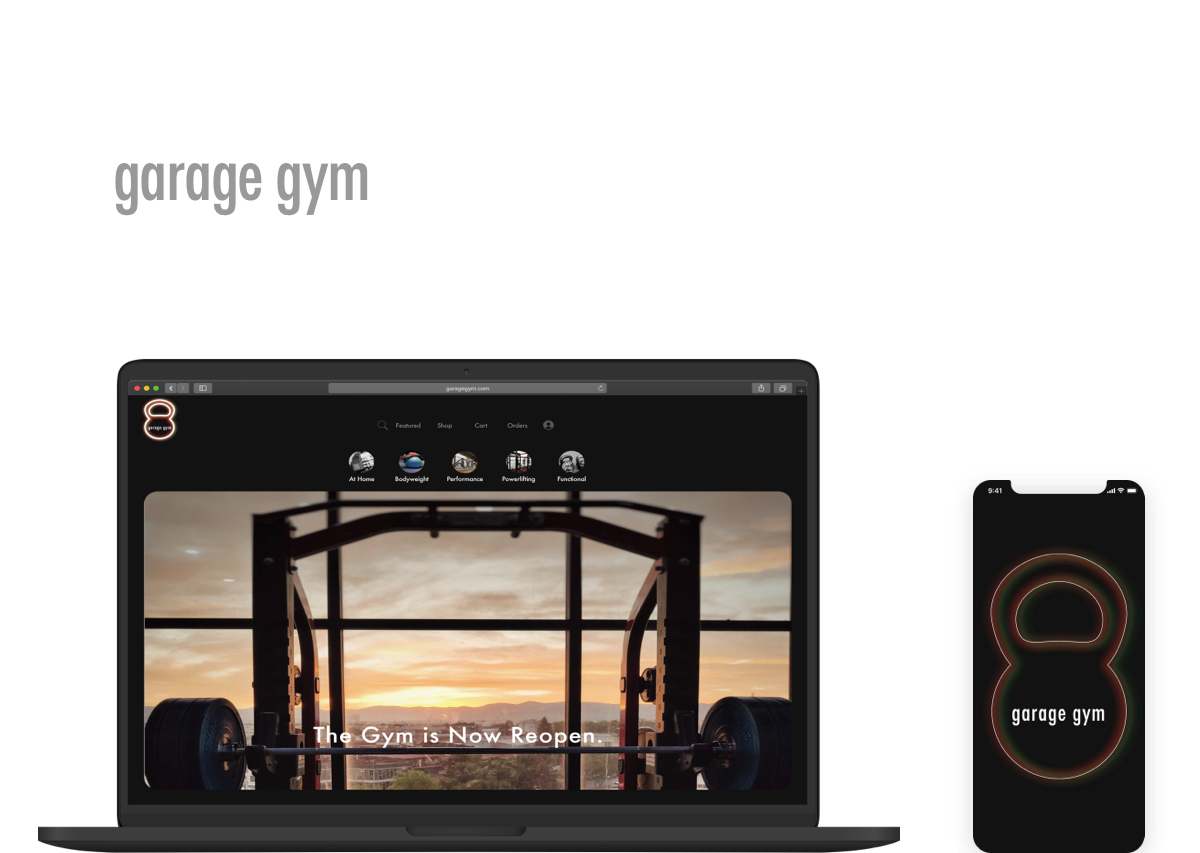 garage gym
garagegym.com
garage gym
Featured Shop Cart Orders
At Home Bodyweight Performance Powerlifting Functional
The Gym is Now Reopen.
9:41
garage gym